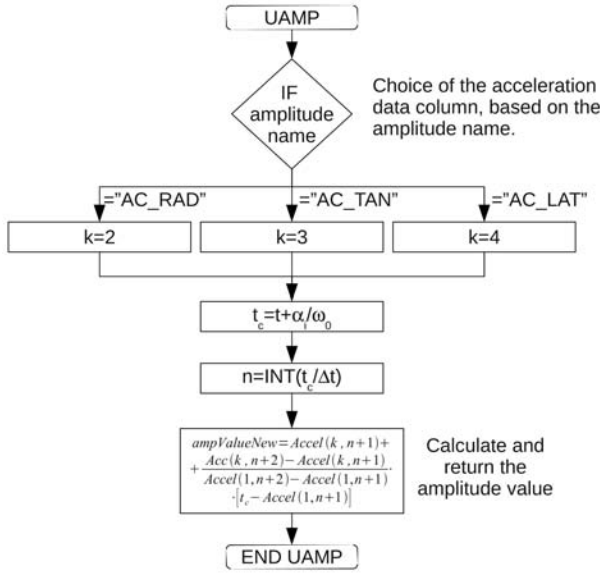 UAMP
IF
amplitude
name
Choice of the acceleration
data column, based on the
amplitude name.
="AC_RAD"
="AC_TAN"
="AC_LAT"
k=2
k=3
k=4
t_c=t+α_i/ω_0
n=INT(t_c/Δt)
ampValueNew=Accel(k,n+1)+
+ (Acc(k,n+2)−Accel(k,n+1))/(Accel(1,n+2)−Accel(1,n+1)) ·
·[t_c−Accel(1,n+1)]
Calculate and
return the
amplitude value
END UAMP